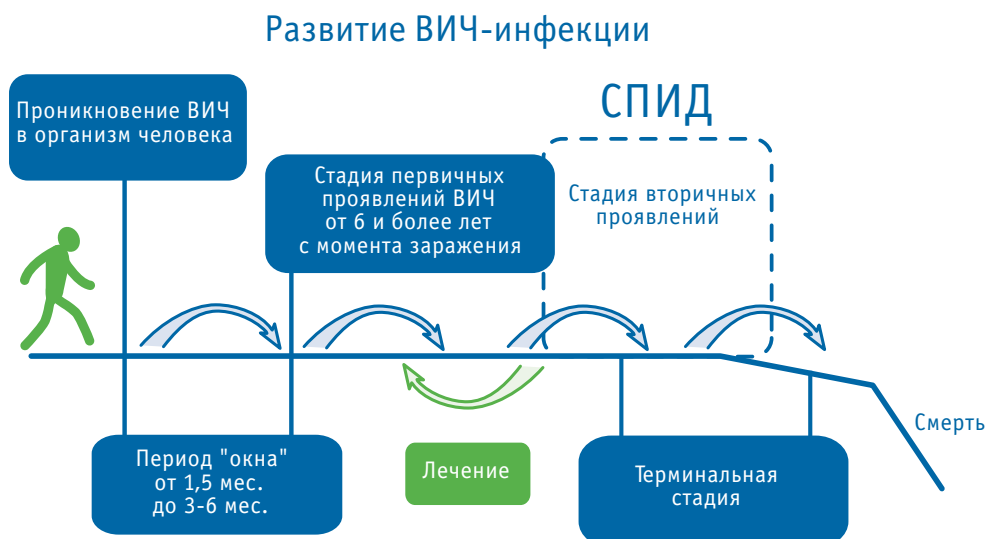 Развитие ВИЧ-инфекции
Проникновение ВИЧ
в организм человека
СПИД
Стадия первичных
проявлений ВИЧ
от 6 и более лет
с момента заражения
Стадия вторичных
проявлений
Период "окна"
от 1,5 мес.
до 3-6 мес.
Лечение
Терминальная
стадия
Смерть